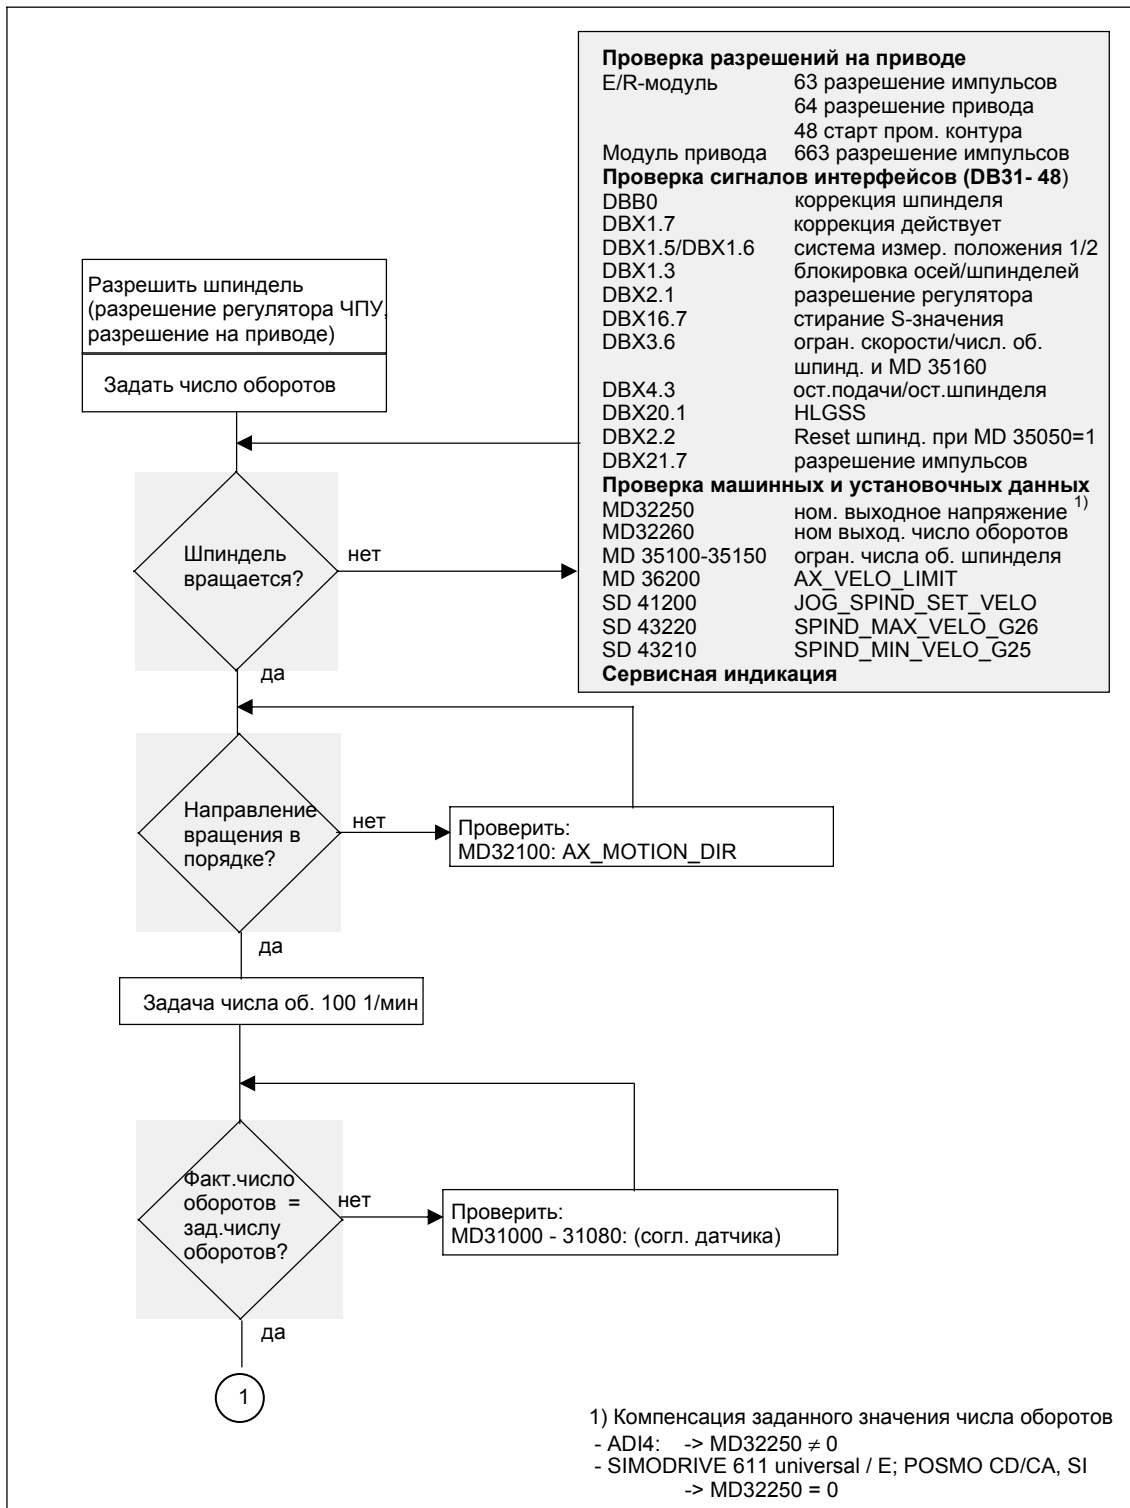 Проверка разрешений на приводе
E/R-модуль 63 разрешение импульсов
64 разрешение привода
48 старт пром. контура
Модуль привода 663 разрешение импульсов
Проверка сигналов интерфейсов (DB31- 48)
DBB0 коррекция шпинделя
DBX1.7 коррекция действует
DBX1.5/DBX1.6 система измер. положения 1/2
DBX1.3 блокировка осей/шпинделей
DBX2.1 разрешение регулятора
DBX16.7 стирание S-значения
DBX3.6 огран. скорости/числ. об.
шпинд. и MD 35160
DBX4.3 ост.подачи/ост.шпинделя
DBX20.1 HLGSS
DBX2.2 Reset шпинд. при MD 35050=1
DBX21.7 разрешение импульсов
Проверка машинных и установочных данных
MD32250 ном. выходное напряжение 1)
MD32260 ном выход. число оборотов
MD 35100-35150 огран. числа об. шпинделя
MD 36200 AX_VELO_LIMIT
SD 41200 JOG_SPIND_SET_VELO
SD 43220 SPIND_MAX_VELO_G26
SD 43210 SPIND_MIN_VELO_G25
Сервисная индикация
Разрешить шпиндель
(разрешение регулятора ЧПУ,
разрешение на приводе)
Задать число оборотов
Шпиндель
вращается?
нет
да
Направление
вращения в
порядке?
нет
Проверить:
MD32100: AX_MOTION_DIR
да
Задача числа об. 100 1/мин
Факт.число
оборотов =
зад.числу
оборотов?
нет
Проверить:
MD31000 - 31080: (согл. датчика)
да
1
1) Компенсация заданного значения числа оборотов
- ADI4: -> MD32250 ≠ 0
- SIMODRIVE 611 universal / E; POSMO CD/CA, SI
-> MD32250 = 0